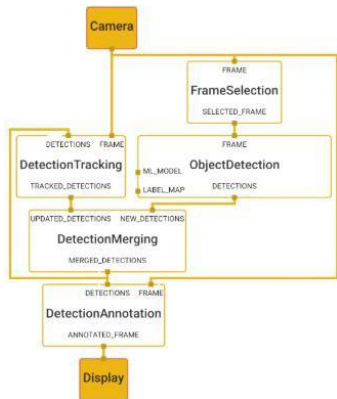 Camera
FRAME
FrameSelection
SELECTED_FRAME
DETECTIONS FRAME
DetectionTracking
TRACKED_DETECTIONS
FRAME
ML_MODEL
ObjectDetection
LABEL_MAP
DETECTIONS
UPDATED_DETECTIONS NEW_DETECTIONS
DetectionMerging
MERGED_DETECTIONS
DETECTIONS FRAME
DetectionAnnotation
ANNOTATED_FRAME
Display